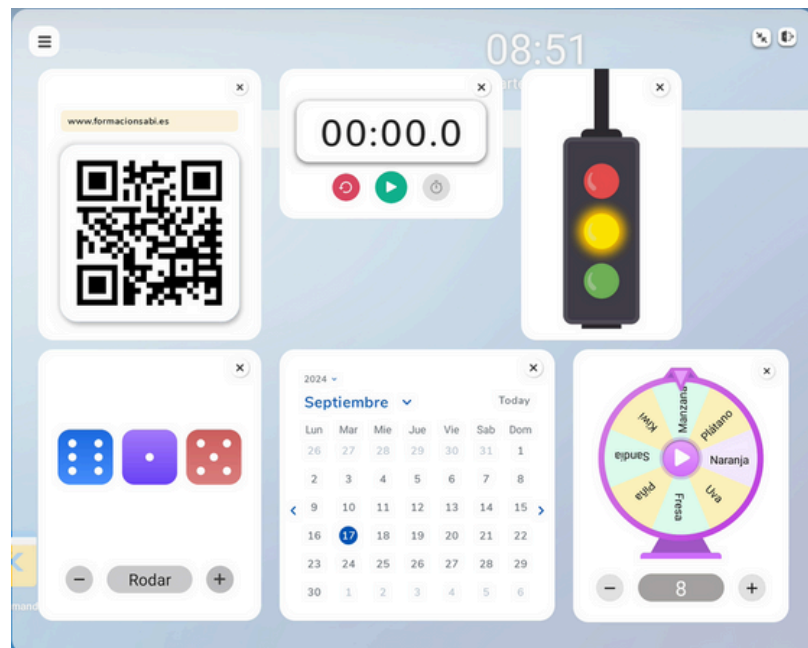 08:51
www.formacionsabi.es
00:00.0
2024
Septiembre
Today
Lun Mar Mie Jue Vie Sab Dom
26 27 28 29 30 31 1
2 3 4 5 6 7 8
9 10 11 12 13 14 15
16 17 18 19 20 21 22
23 24 25 26 27 28 29
30 1 2 3 4 5 6
Rodar
Manzana
Plátano
Naranja
Uva
Fresa
Piña
Sandía
Kiwi
8